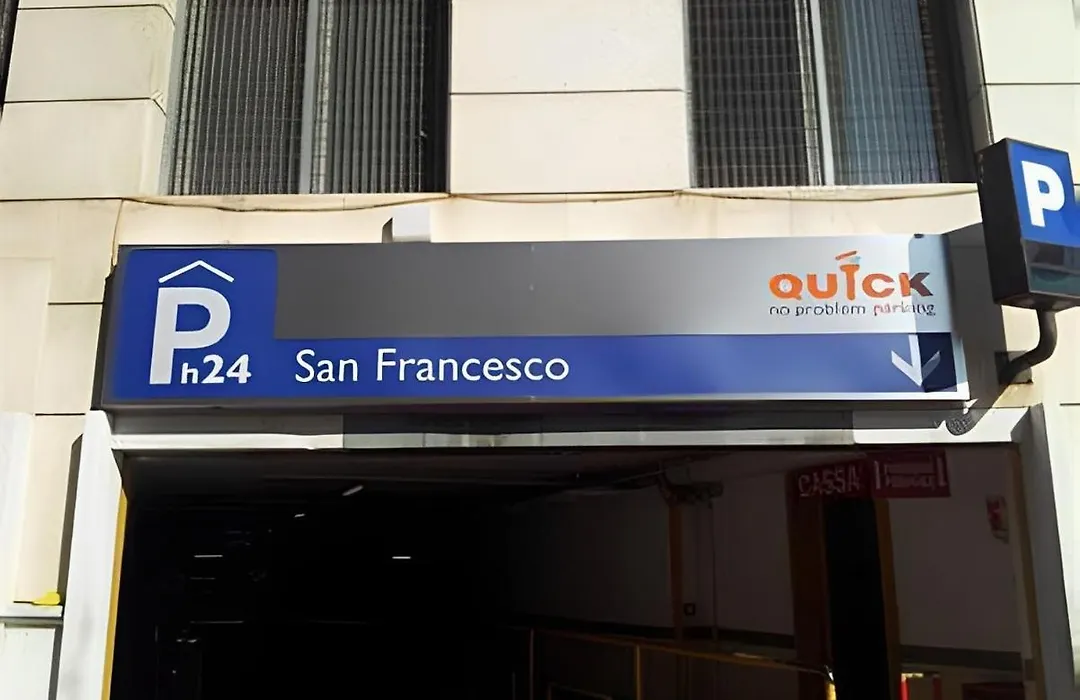 P
QUICK
no problem parking
P h24
San Francesco
CASSA